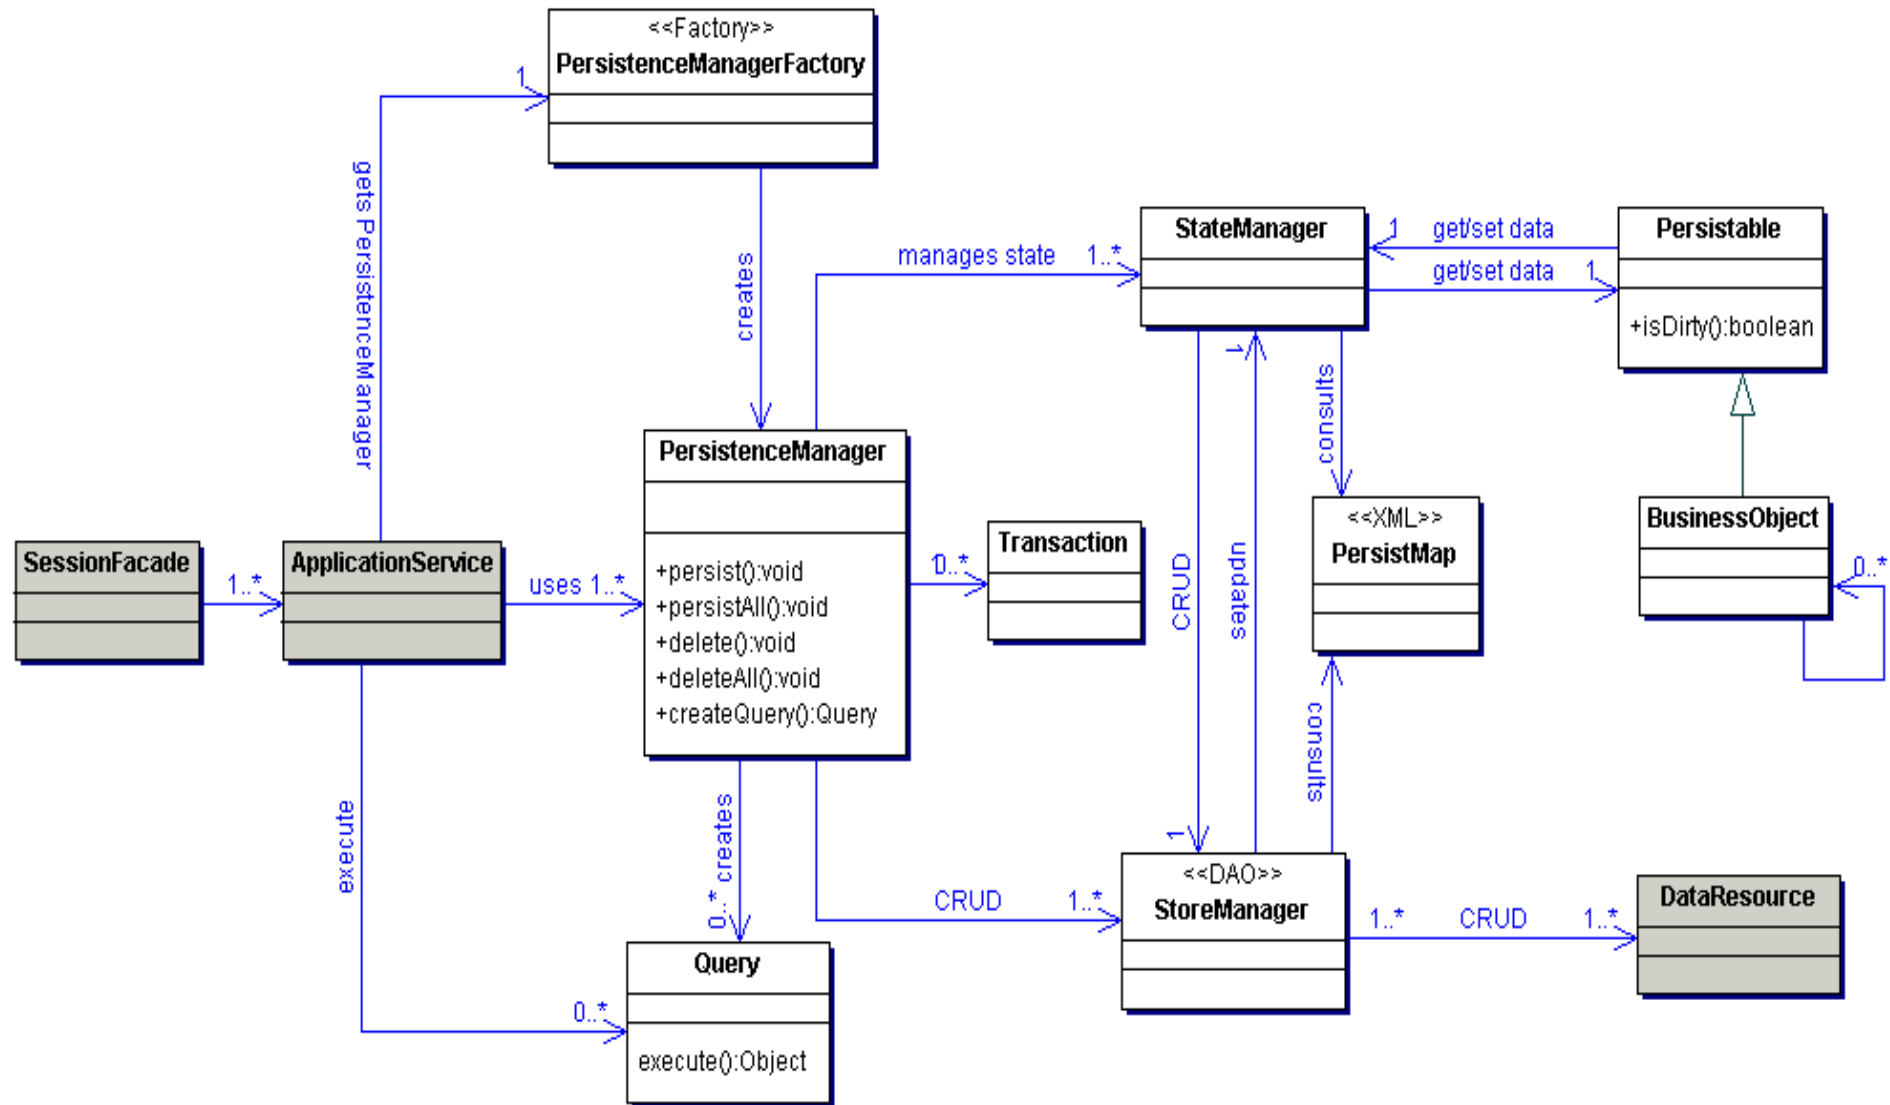 <<Factory>>
PersistenceManagerFactory
1
gets PersistenceManager
creates
StateManager
Persistable
+isDirty():boolean
1 get/set data
get/set data 1
manages state 1..*
1
consults
CRUD
updates
1
PersistenceManager
+persist():void
+persistAll():void
+delete():void
+deleteAll():void
+createQuery():Query
<<XML>>
PersistMap
BusinessObject
0..*
SessionFacade
1..*
ApplicationService
uses 1..*
Transaction
0..*
consults
execute
0..* creates
CRUD 1..*
<<DAO>>
StoreManager
1..* CRUD 1..*
DataResource
Query
execute():Object
0..*